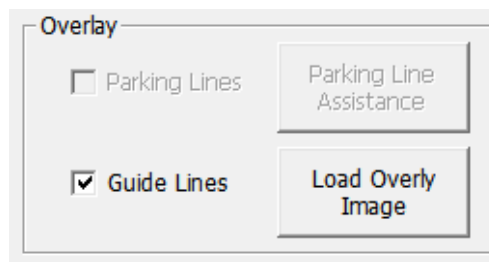 Overlay
Parking Lines
Parking Line
Assistance
Guide Lines
Load Overly
Image